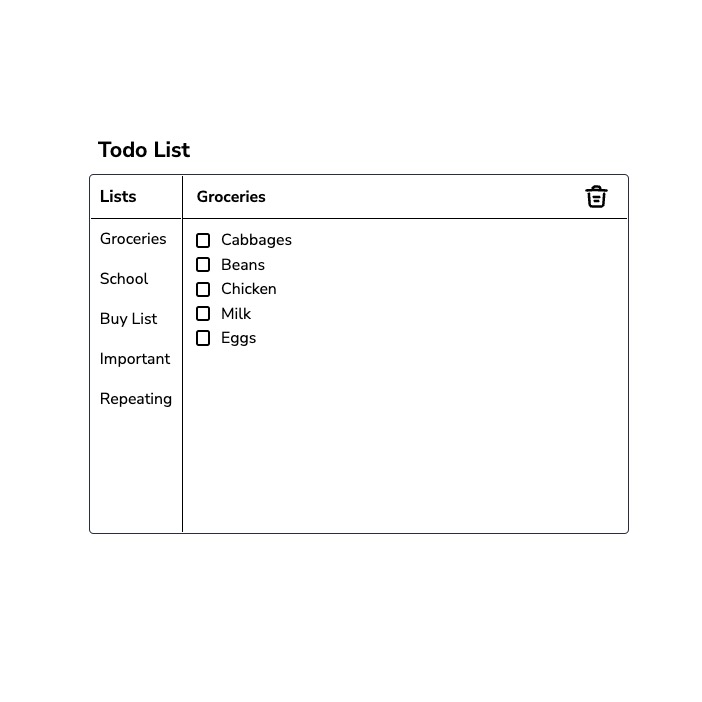 Todo List
Lists
Groceries
School
Buy List
Important
Repeating
Groceries
Cabbages
Beans
Chicken
Milk
Eggs